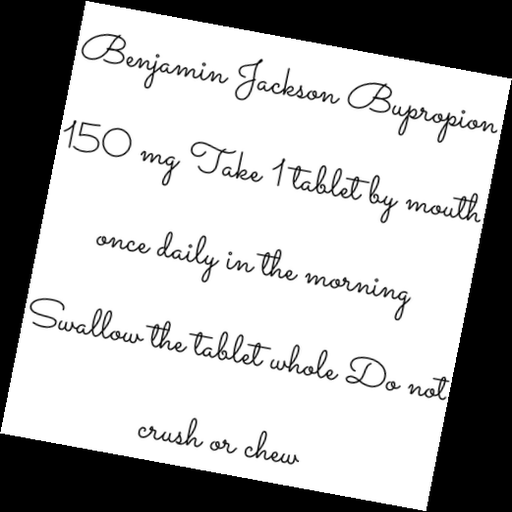 Benjamin Jackson Bupropion
150 mg Take 1 tablet by mouth
once daily in the morning
Swallow the tablet whole Do not
crush or chew